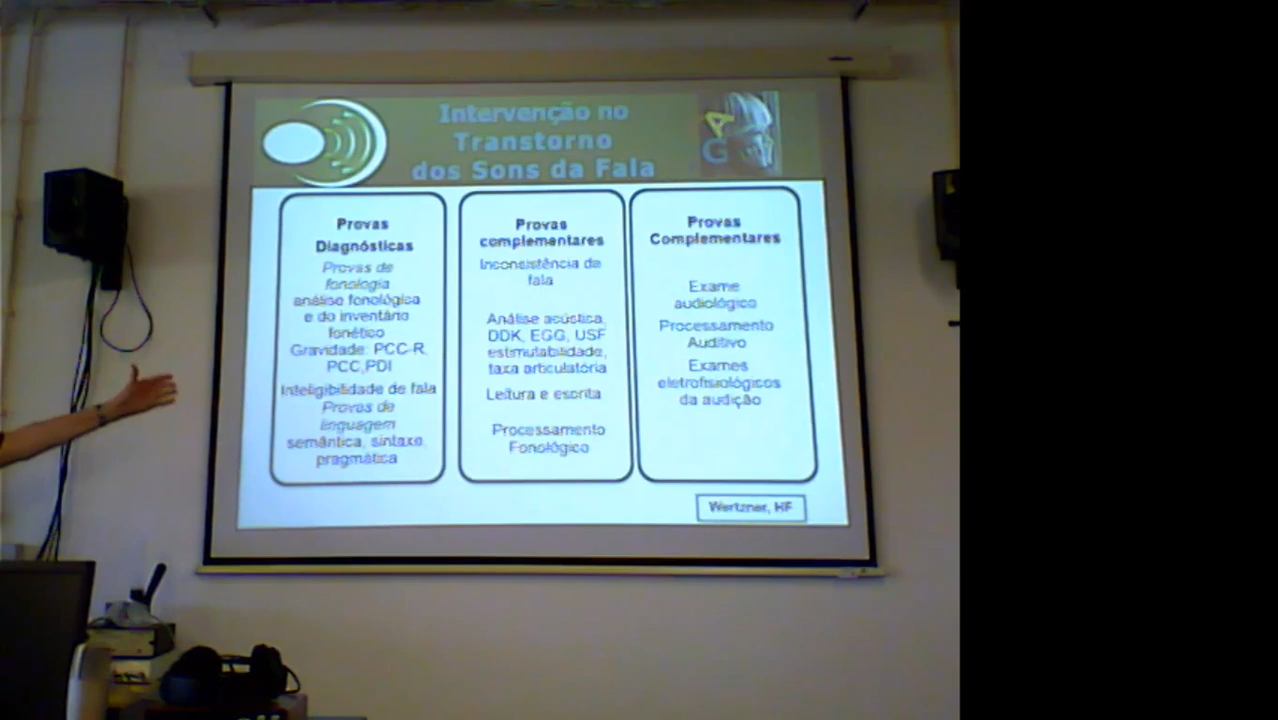 Intervenção no
Transtorno
dos Sons da Fala
A
G
Provas
Diagnósticas
Provas de
fonologia
análise fonológica
e do inventário
fonético
Gravidade: PCC-R,
PCC,PDI
Inteligibilidade de fala
Provas de
linguagem
semântica, sintaxe,
pragmática
Provas
complementares
Inconsistência de
fala
Análise acústica,
DDK, EGG, USF
estimulabilidade,
taxa articulatória
Leitura e escrita
Processamento
Fonológico
Provas
Complementares
Exame
audiológico
Processamento
Auditivo
Exames
eletrofisiológicos
da audição
Wertzner, HF